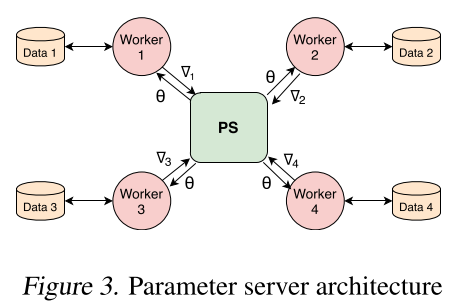 Data 1
Worker
1
∇1
θ
Worker
2
Data 2
θ
∇2
PS
Data 3
Worker
3
∇3
θ
Worker
4
Data 4
∇4
θ
Figure 3. Parameter server architecture